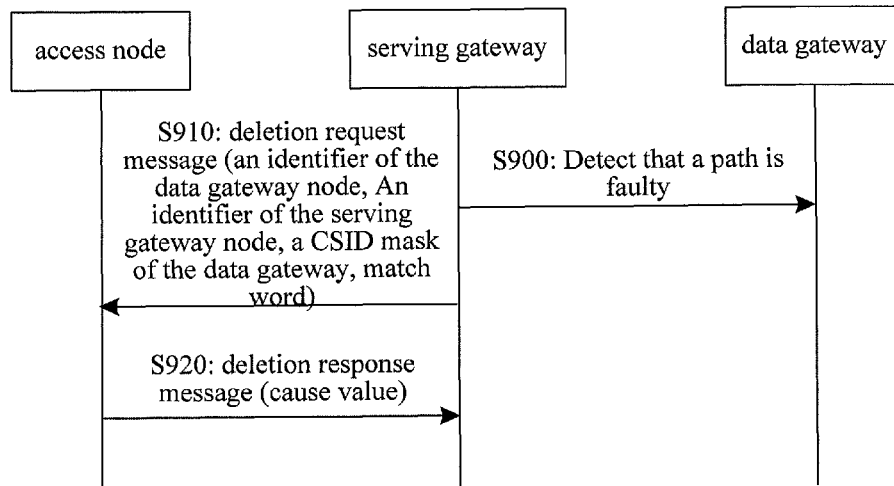 access node
serving gateway
data gateway
S910: deletion request
message (an identifier of the
data gateway node, An
identifier of the serving
gateway node, a CSID mask
of the data gateway, match
word)
S900: Detect that a path is
faulty
S920: deletion response
message (cause value)